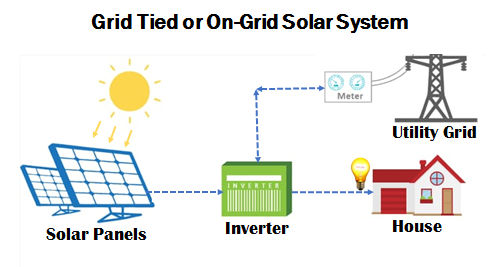 Grid Tied or On-Grid Solar System
Meter
Utility Grid
INVERTER
Solar Panels
Inverter
House